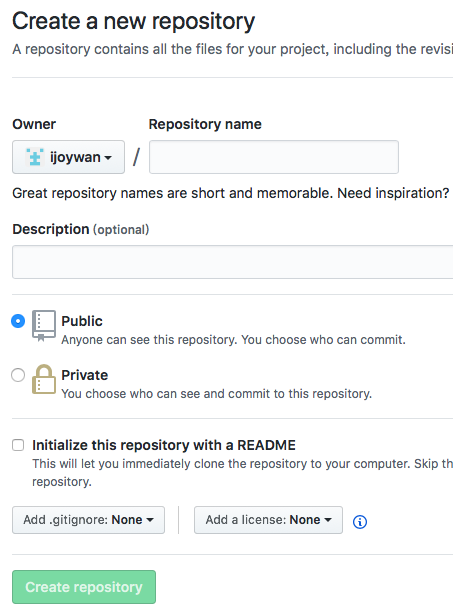 Create a new repository
A repository contains all the files for your project, including the
Owner
Repository name
ijoywan
/
Great repository names are short and memorable. Need inspiration?
Description (optional)
Public
Anyone can see this repository. You choose who can commit.
Private
You choose who can see and commit to this repository.
Initialize this repository with a README
This will let you immediately clone the repository to your computer. Skip
repository.
Add .gitignore: None
Add a license: None
Create repository